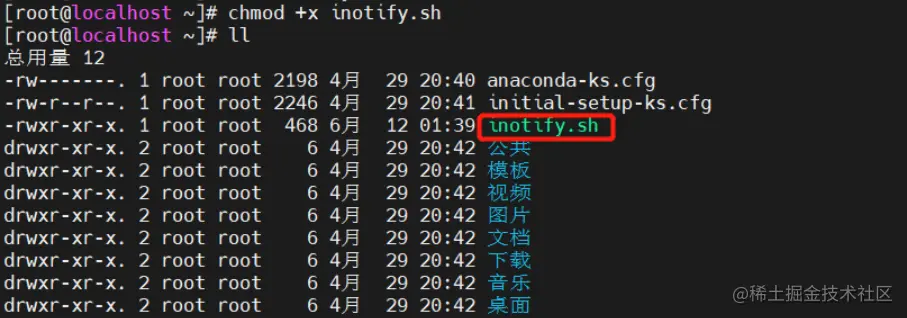 [root@localhost ~]# chmod +x inotify.sh
[root@localhost ~]# ll
总用量 12
-rw-------. 1 root root 2198 4月  29 20:40 anaconda-ks.cfg
-rw-r--r--. 1 root root 2246 4月  29 20:41 initial-setup-ks.cfg
-rwxr-xr-x  1 root root  468 6月  12 01:39 inotify.sh
drwxr-xr-x. 2 root root    6 4月  29 20:42 公共
drwxr-xr-x. 2 root root    6 4月  29 20:42 模板
drwxr-xr-x. 2 root root    6 4月  29 20:42 视频
drwxr-xr-x. 2 root root    6 4月  29 20:42 图片
drwxr-xr-x. 2 root root    6 4月  29 20:42 文档
drwxr-xr-x. 2 root root    6 4月  29 20:42 下载
drwxr-xr-x. 2 root root    6 4月  29 20:42 音乐
drwxr-xr-x. 2 root root    6 4月  29 20:42 桌面
@稀土掘金技术社区